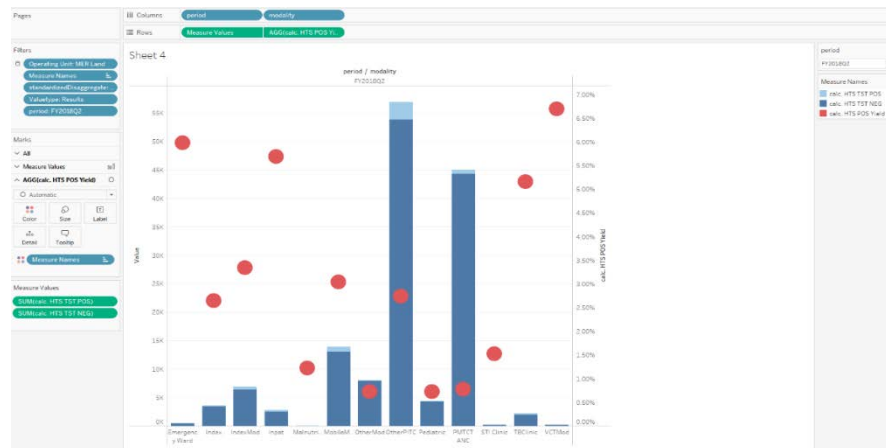 Pages
Columns
period
modality
Rows
Measure Values
AGG(calc. HTS POS Yi..
Filters
Operating Unit: MER Land
Measure Names
standardizedDisaggregate..
Valuetype: Results
period: FY2018Q2
Marks
All
Measure Values
AGG(calc. HTS POS Yield)
Automatic
Color
Size
Label
Detail
Tooltip
Measure Names
Measure Values
SUM(calc. HTS TST POS)
SUM(calc. HTS TST NEG)
Sheet 4
period / modality
FY2018Q2
Value
55K
50K
45K
40K
35K
30K
25K
20K
15K
10K
5K
0K
7.00%
6.50%
6.00%
5.50%
5.00%
4.50%
4.00%
3.50%
3.00%
2.50%
2.00%
1.50%
1.00%
0.50%
0.00%
calc. HTS POS Yield
Emergenc
y Ward
Index
IndexMod
Inpat
Malnutri..
MobileM..
OtherMod
OtherPITC
Pediatric
PMTCT
ANC
STI Clinic
TBClinic
VCTMod
period
FY2018Q2
Measure Names
calc. HTS TST POS
calc. HTS TST NEG
calc. HTS POS Yield